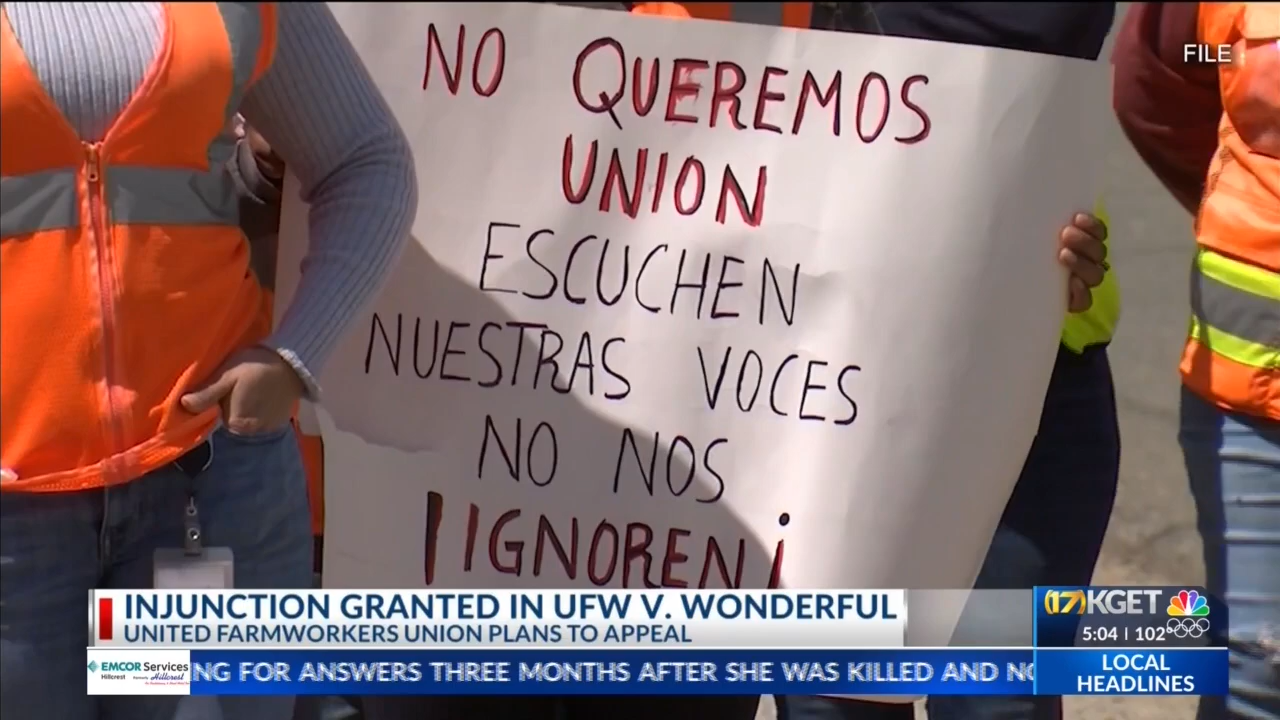 FILE
NO QUEREMOS
UNION
ESCUCHEN
NUESTRAS VOCES
NO NOS
¡IGNOREN¡
INJUNCTION GRANTED IN UFW V. WONDERFUL
UNITED FARMWORKERS UNION PLANS TO APPEAL
17 KGET
5:04 | 102°
EMCOR Services
Hillcrest
Hillcrest
NG FOR ANSWERS THREE MONTHS AFTER SHE WAS KILLED AND NO
LOCAL
HEADLINES